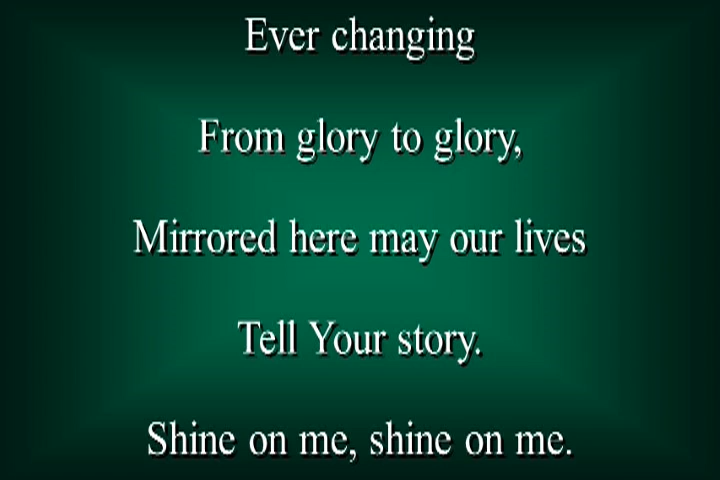 Ever changing
From glory to glory,
Mirrored here may our lives
Tell Your story.
Shine on me, shine on me.